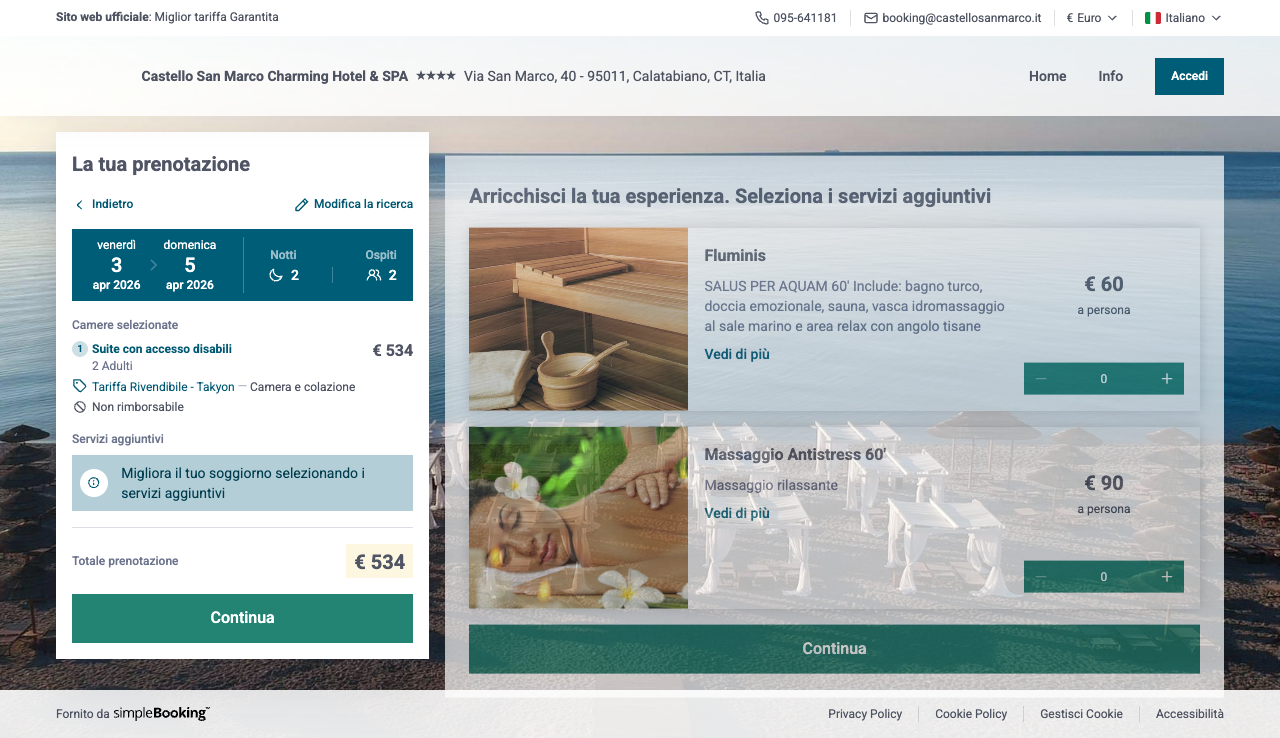 Sito web ufficiale: Miglior tariffa Garantita
095-641181
booking@castellosanmarco.it
€ Euro
Italiano
Castello San Marco Charming Hotel & SPA ★★★★ Via San Marco, 40 - 95011, Calatabiano, CT, Italia
Home
Info
Accedi
La tua prenotazione
Indietro
Modifica la ricerca
venerdì
3
apr 2026
domenica
5
apr 2026
Notti
2
Ospiti
2
Camere selezionate
1 Suite con accesso disabili
€ 534
2 Adulti
Tariffa Rivendibile - Takyon — Camera e colazione
Non rimborsabile
Servizi aggiuntivi
Migliora il tuo soggiorno selezionando i
servizi aggiuntivi
Totale prenotazione
€ 534
Continua
Arricchisci la tua esperienza. Seleziona i servizi aggiuntivi
Fluminis
SALUS PER AQUAM 60' Include: bagno turco,
doccia emozionale, sauna, vasca idromassaggio
al sale marino e area relax con angolo tisane
Vedi di più
€ 60
a persona
0
Massaggio Antistress 60'
Massaggio rilassante
Vedi di più
€ 90
a persona
0
Continua
Fornito da simpleBooking™
Privacy Policy
Cookie Policy
Gestisci Cookie
Accessibilità